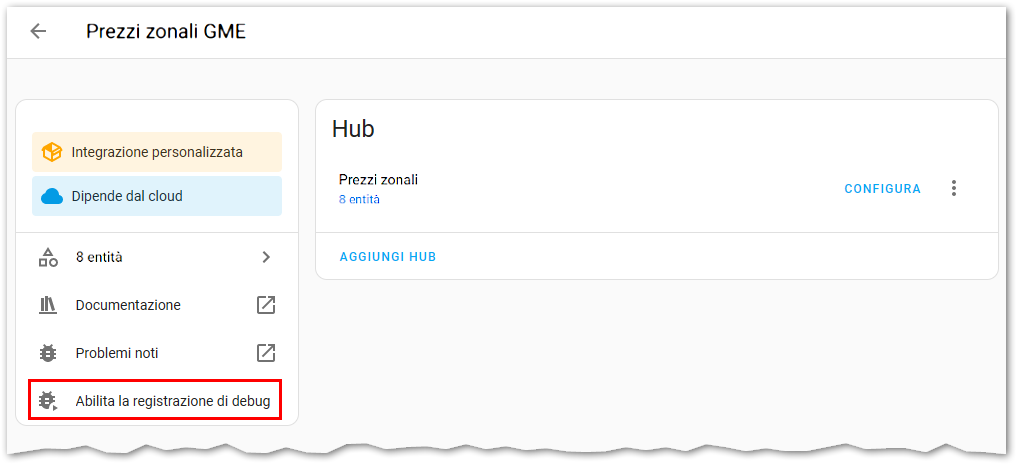 Prezzi zonali GME
Integrazione personalizzata
Dipende dal cloud
8 entità
Documentazione
Problemi noti
Abilita la registrazione di debug
Hub
Prezzi zonali
8 entità
CONFIGURA
AGGIUNGI HUB